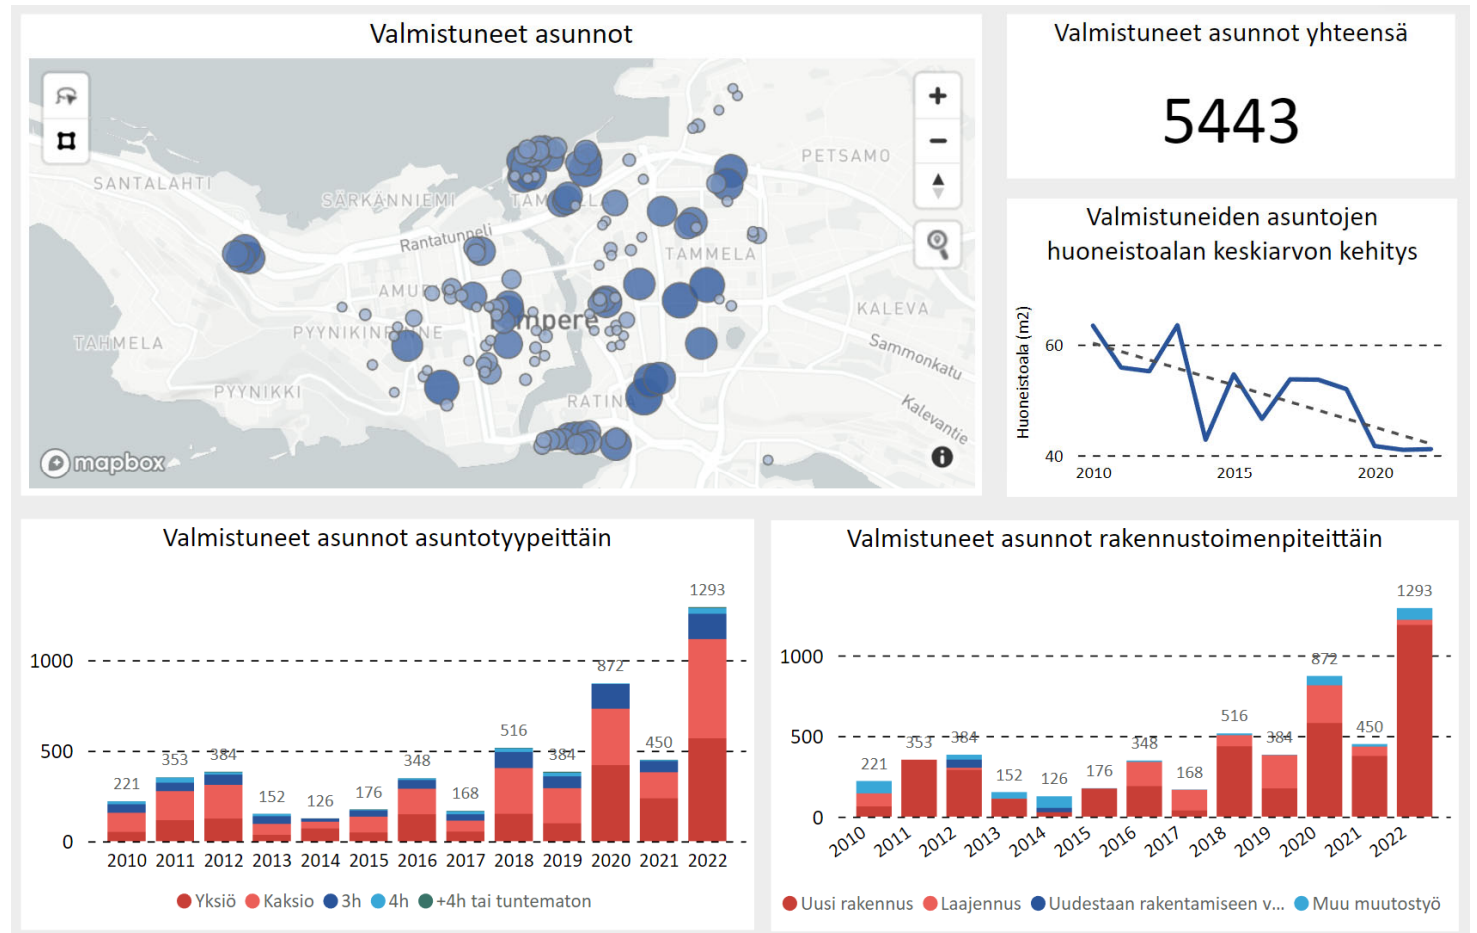 Valmistuneet asunnot
PETSAMO
SANTALAHTI
SÄRKÄNNIEMI
Rantatunneli
TAMMELA
AMURI
Tampere
KALEVA
PYYNIKINRINNE
TAHMELA
Sammonkatu
PYYNIKKI
RATINA
Kalevantie
mapbox
Valmistuneet asunnot yhteensä
5443
Valmistuneiden asuntojen
huoneistoalan keskiarvon kehitys
Huoneistoala (m2)
60
40
2010 2015 2020
Valmistuneet asunnot asuntotyypeittäin
1293
1000
872
500
516
450
353 384 348 384
221 152 126 176 168
0
2010 2011 2012 2013 2014 2015 2016 2017 2018 2019 2020 2021 2022
Yksiö Kaksio 3h 4h +4h tai tuntematon
Valmistuneet asunnot rakennustoimenpiteittäin
1293
1000
872
500
516
450
353 384 348 384
221 152 126 176 168
0
2010 2011 2012 2013 2014 2015 2016 2017 2018 2019 2020 2021 2022
Uusi rakennus Laajennus Uudestaan rakentamiseen v... Muu muutostyö